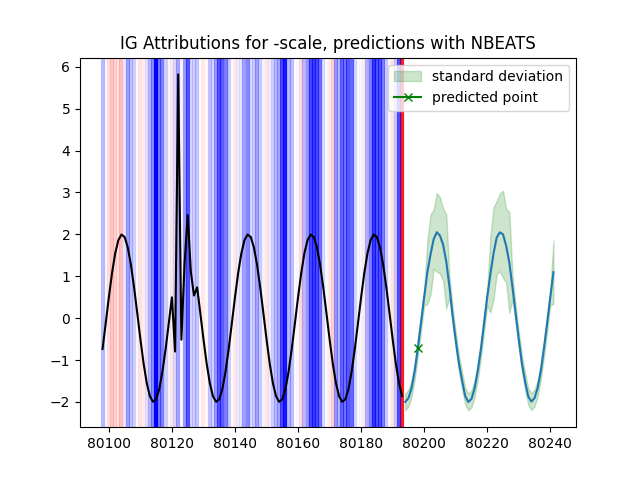 IG Attributions for -scale, predictions with NBEATS
6
5
4
3
2
1
0
−1
−2
standard deviation
predicted point
80100 80120 80140 80160 80180 80200 80220 80240